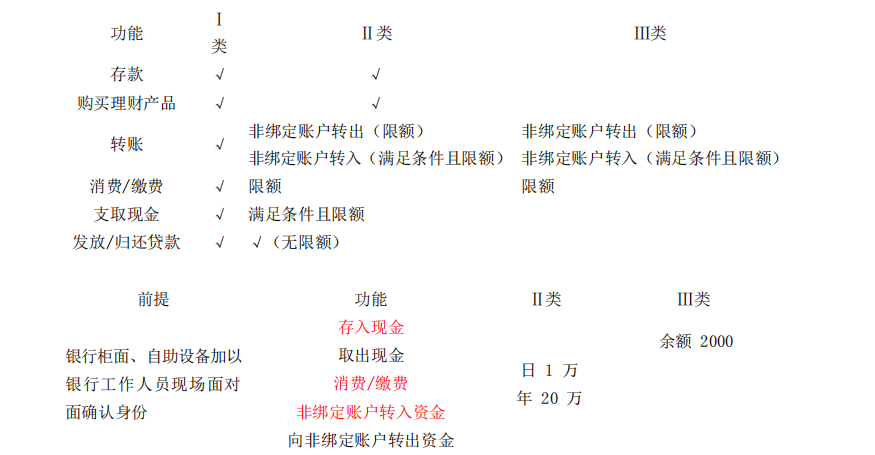 功能 Ⅰ类 Ⅱ类 Ⅲ类
存款 √ √
购买理财产品 √ √
转账 √ 非绑定账户转出（限额） 非绑定账户转出（限额）
非绑定账户转入（满足条件且限额） 非绑定账户转入（满足条件且限额）
消费/缴费 √ 限额 限额
支取现金 √ 满足条件且限额
发放/归还贷款 √ √（无限额）
前提 功能 Ⅱ类 Ⅲ类
存入现金
余额 2000
银行柜面、自助设备加以 取出现金
日 1 万
银行工作人员现场面对 消费/缴费
年 20 万
面确认身份 非绑定账户转入资金
向非绑定账户转出资金